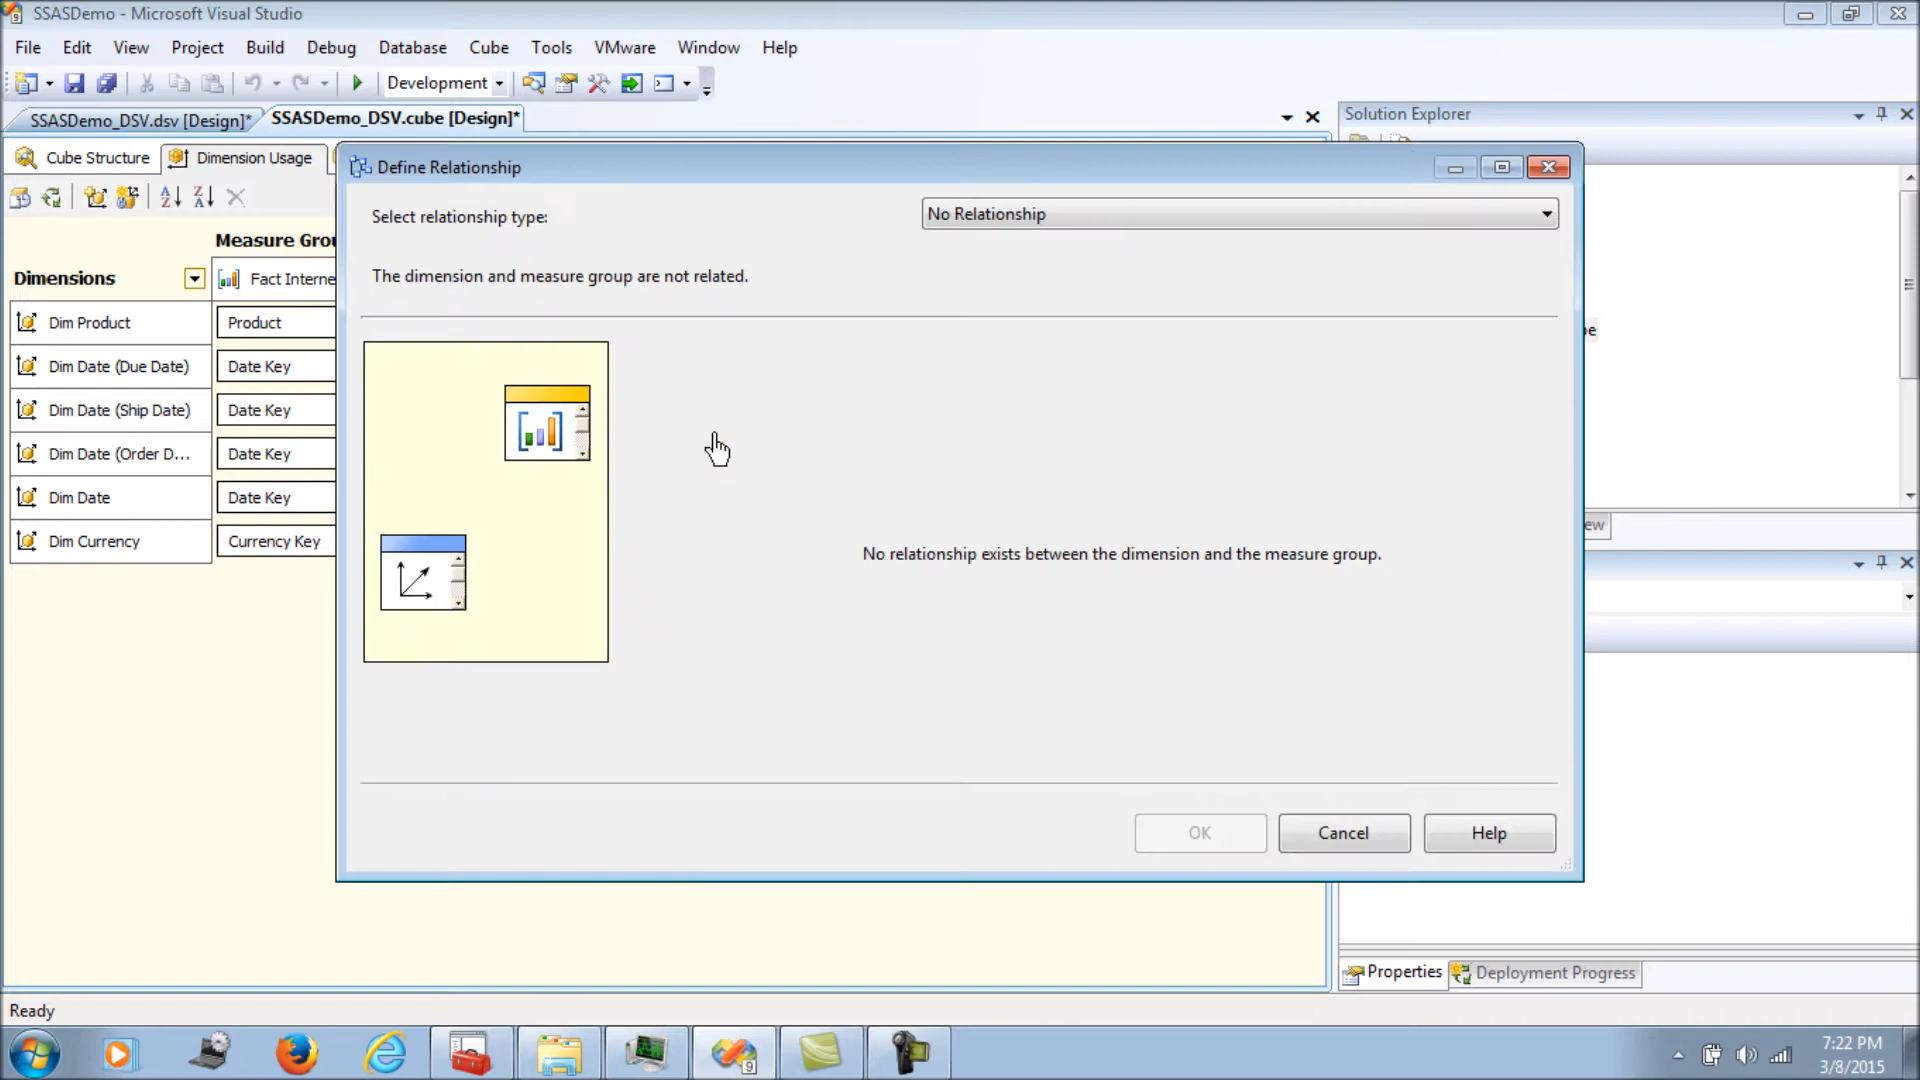 SSASDemo - Microsoft Visual Studio
File Edit View Project Build Debug Database Cube Tools VMware Window Help
Development
SSASDemo_DSV.dsv [Design]* SSASDemo_DSV.cube [Design]*
Solution Explorer
Cube Structure Dimension Usage
Define Relationship
Select relationship type: No Relationship
The dimension and measure group are not related.
Measure Grou
Dimensions Fact Interne
Dim Product Product
Dim Date (Due Date) Date Key
Dim Date (Ship Date) Date Key
Dim Date (Order D... Date Key
Dim Date Date Key
Dim Currency Currency Key
No relationship exists between the dimension and the measure group.
OK Cancel Help
Properties Deployment Progress
Ready
9
7:22 PM
3/8/2015